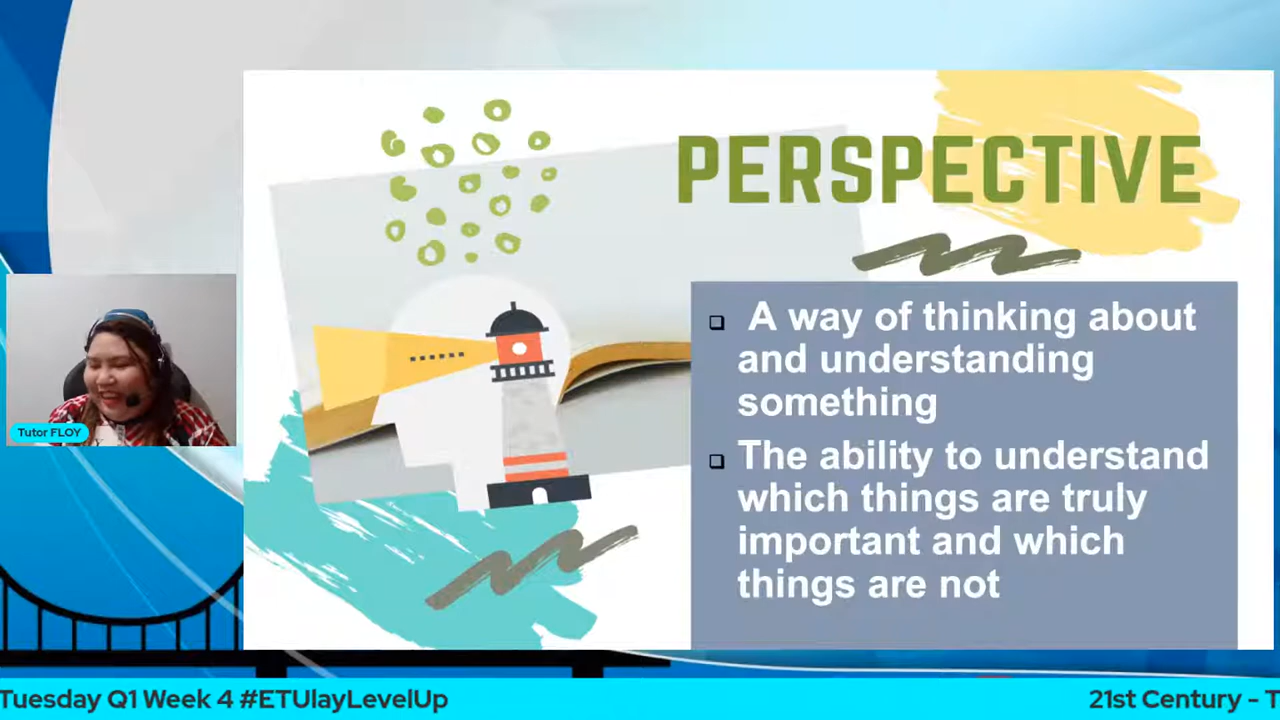 PERSPECTIVE
A way of thinking about
and understanding
something
The ability to understand
which things are truly
important and which
things are not
Tutor FLOY
Tuesday Q1 Week 4 #ETUlayLevelUp
21st Century - T